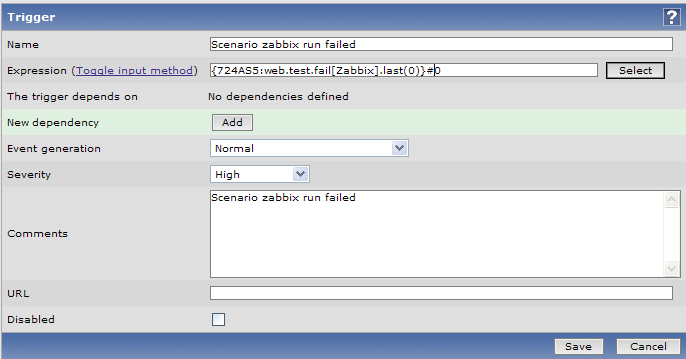 Trigger ?
Name Scenario zabbix run failed
Expression (Toggle input method) {724AS5:web.test.fail[Zabbix].last(0)}#0 Select
The trigger depends on No dependencies defined
New dependency Add
Event generation Normal
Severity High
Comments Scenario zabbix run failed
URL
Disabled
Save Cancel